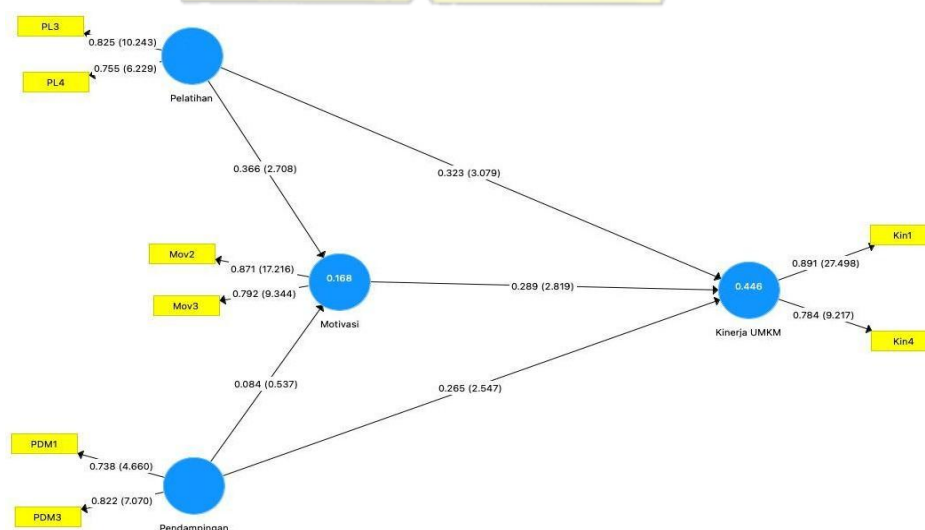 PL3
0.825 (10.243)
0.755 (6.229)
PL4
Pelatihan
0.366 (2.708)
0.323 (3.079)
Mov2
0.871 (17.216)
0.168
Mov3
0.792 (9.344)
Motivasi
0.289 (2.819)
0.446
Kinerja UMKM
Kin1
0.891 (27.498)
0.784 (9.217)
Kin4
0.084 (0.537)
0.265 (2.547)
PDM1
0.738 (4.660)
0.822 (7.070)
PDM3
Pendampingan